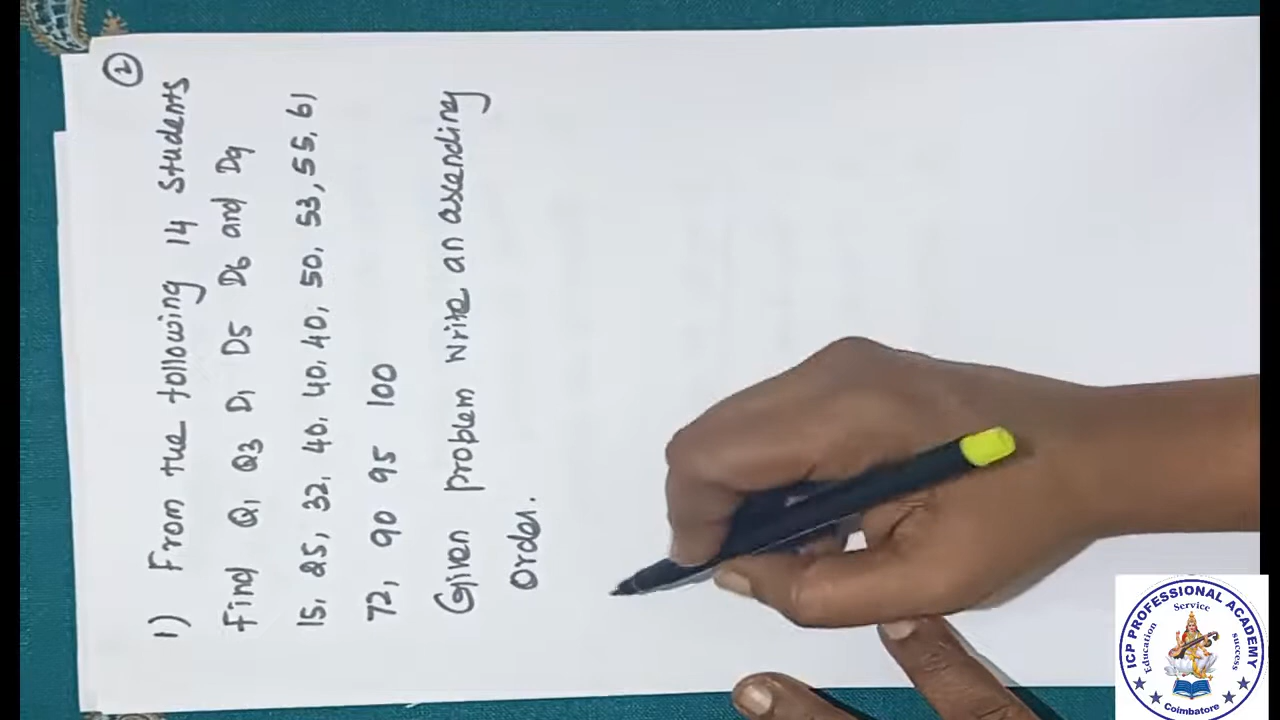 ②
1) From the following 14 Students
Find Q1 Q3 D1 D5 D6 and D9
15, 25, 32, 40, 40, 40, 50, 53, 55, 61
72, 90 95 100
Given problem write an ascending
order.
ICP PROFESSIONAL ACADEMY
Service
Education
success
Coimbatore